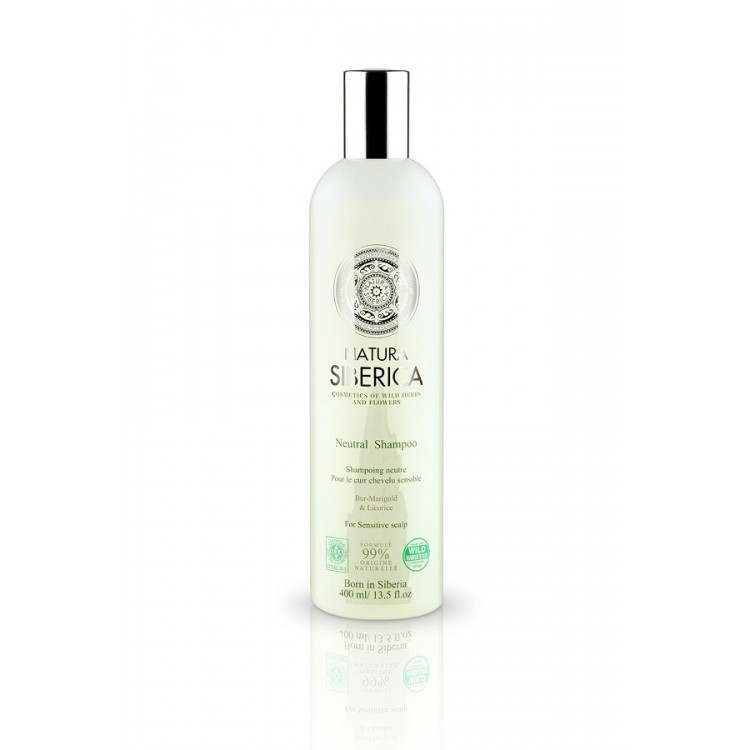 NATURA
SIBERICA
COSMETICS OF WILD HERBS
AND FLOWERS
Neutral Shampoo
Shampoing neutre
Pour le cuir chevelu sensible
Bur-Marigold
& Licorice
For Sensitive scalp
FORMULE
99%
ORIGINE
NATURELLE
WILD
HARVESTED
Born in Siberia
400 ml/ 13.5 fl.oz